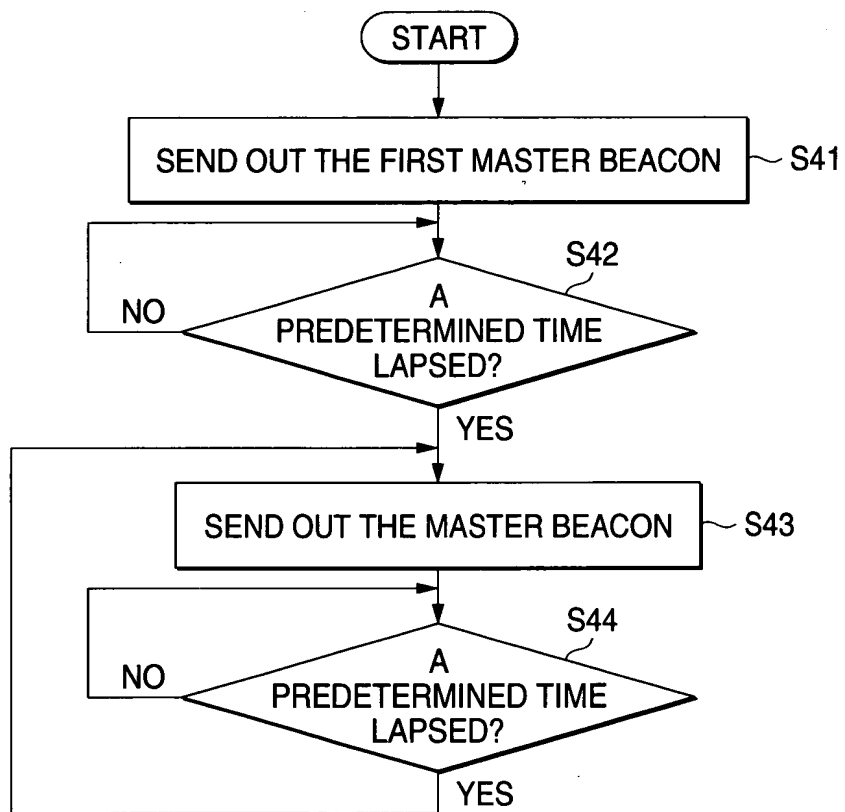 START
SEND OUT THE FIRST MASTER BEACON
S41
S42
A
PREDETERMINED TIME
LAPSED?
NO
YES
SEND OUT THE MASTER BEACON
S43
S44
A
PREDETERMINED TIME
LAPSED?
NO
YES